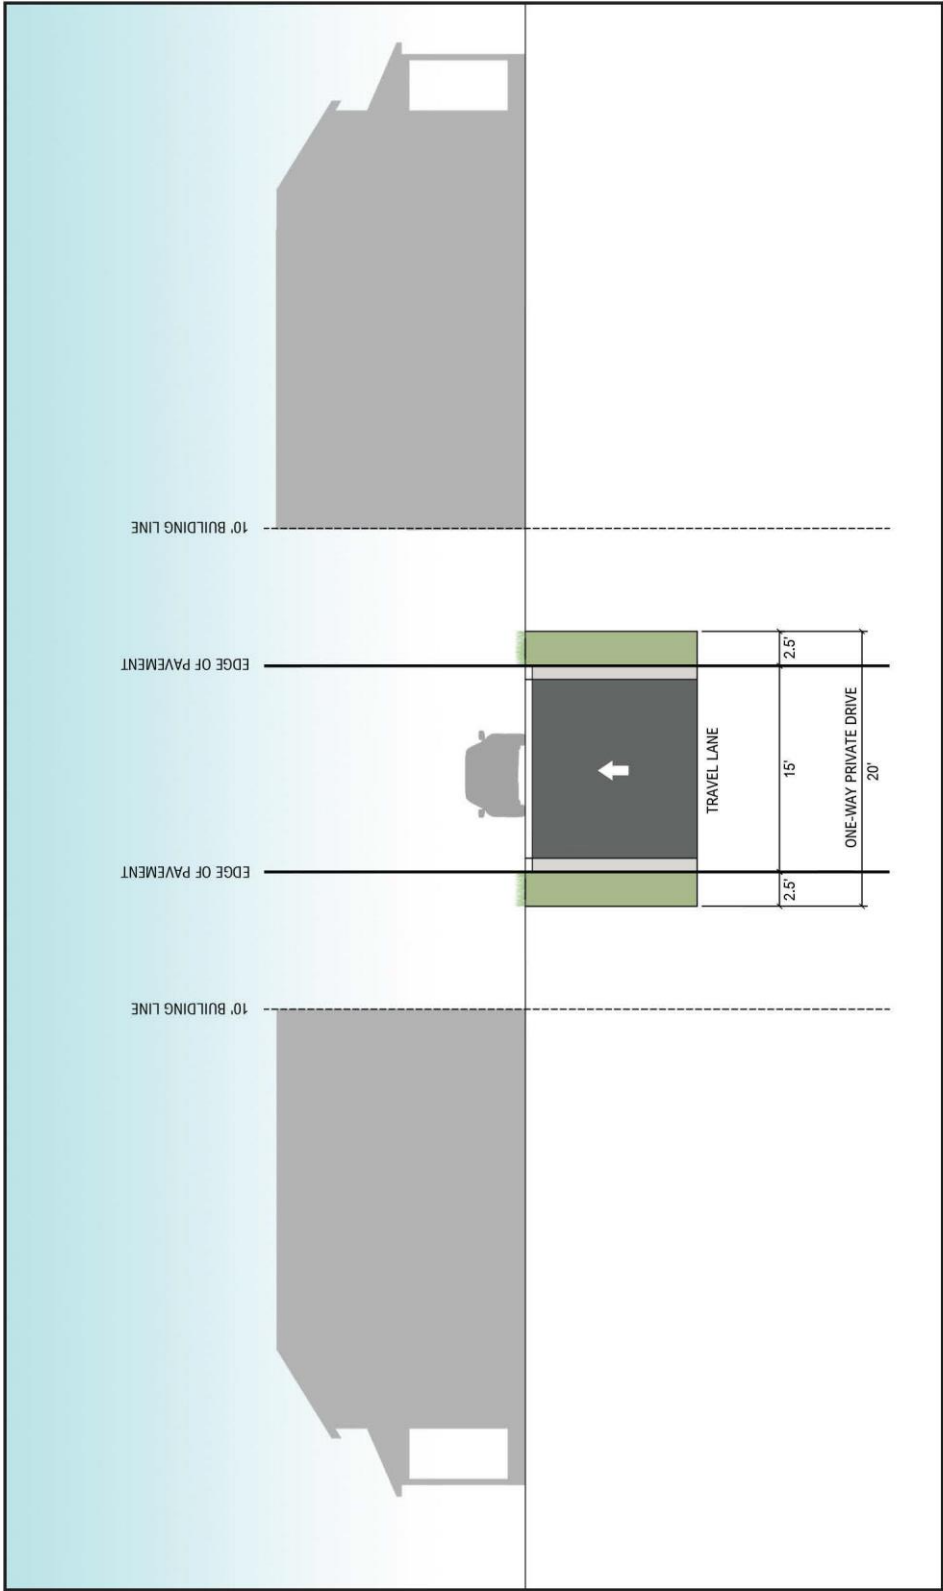 10' BUILDING LINE
EDGE OF PAVEMENT
EDGE OF PAVEMENT
10' BUILDING LINE
TRAVEL LANE
2.5'
15'
2.5'
ONE-WAY PRIVATE DRIVE
20'